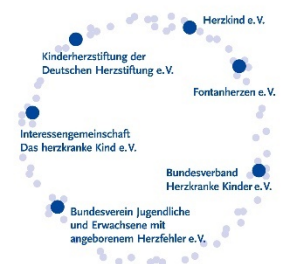 Herzkind e.V.
Kinderherzstiftung der
Deutschen Herzstiftung e.V.
Fontanherzen e.V.
Interessengemeinschaft
Das herzkranke Kind e.V.
Bundesverband
Herzkranke Kinder e.V.
Bundesverein Jugendliche
und Erwachsene mit
angeborenem Herzfehler e.V.